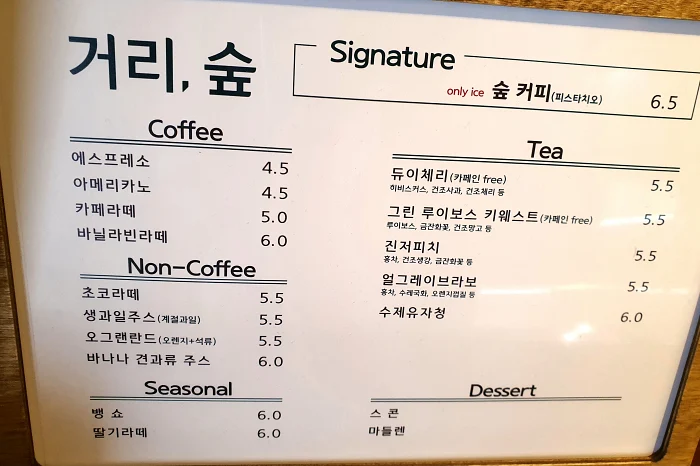 거리, 숲
Signature
only ice 숲 커피(피스타치오) 6.5
Coffee
에스프레소 4.5
아메리카노 4.5
카페라떼 5.0
바닐라빈라떼 6.0
Non-Coffee
초코라떼 5.5
생과일주스(계절과일) 5.5
오그랜란드(오렌지+석류) 5.5
바나나 견과류 주스 6.0
Seasonal
뱅 쇼 6.0
딸기라떼 6.0
Tea
듀이체리(카페인 free) 5.5
히비스커스, 건조사과, 건조체리 등
그린 루이보스 키웨스트(카페인 free) 5.5
루이보스, 금잔화꽃, 건조망고 등
진저피치 5.5
홍차, 건조생강, 금잔화꽃 등
얼그레이브라보 5.5
홍차, 수레국화, 오렌지껍질 등
수제유자청 6.0
Dessert
스 콘
마들렌